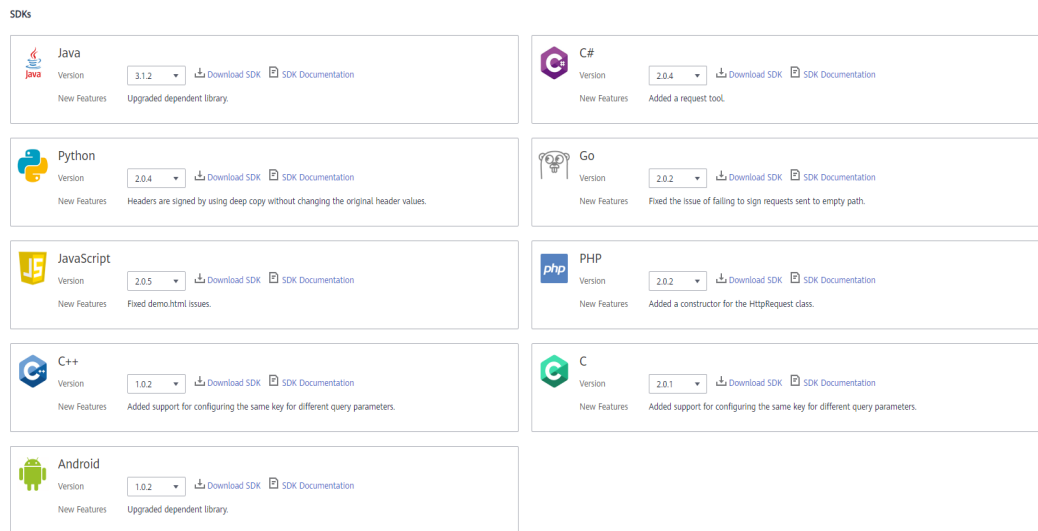 SDKs
Java
Java
Version 3.1.2 Download SDK SDK Documentation
New Features Upgraded dependent library.
C#
C#
Version 2.0.4 Download SDK SDK Documentation
New Features Added a request tool.
Python
Version 2.0.4 Download SDK SDK Documentation
New Features Headers are signed by using deep copy without changing the original header values.
Go
Version 2.0.2 Download SDK SDK Documentation
New Features Fixed the issue of failing to sign requests sent to empty path.
JS
JavaScript
Version 2.0.5 Download SDK SDK Documentation
New Features Fixed demo.html issues.
php
PHP
Version 2.0.2 Download SDK SDK Documentation
New Features Added a constructor for the HttpRequest class.
C++
C++
Version 1.0.2 Download SDK SDK Documentation
New Features Added support for configuring the same key for different query parameters.
C
C
Version 2.0.1 Download SDK SDK Documentation
New Features Added support for configuring the same key for different query parameters.
Android
Version 1.0.2 Download SDK SDK Documentation
New Features Upgraded dependent library.